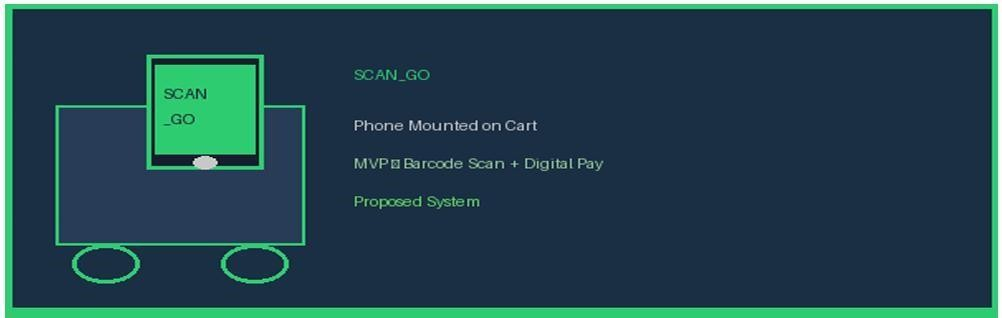 SCAN
_GO
SCAN_GO
Phone Mounted on Cart
MVP▯Barcode Scan + Digital Pay
Proposed System